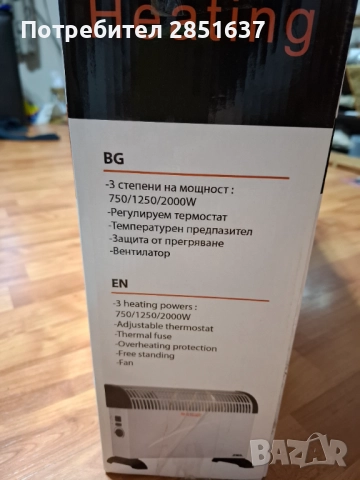 Потребител 2851637
Heating
BG
-3 степени на мощност :
750/1250/2000W
-Регулируем термостат
-Температурен предпазител
-Защита от прегряване
-Вентилатор
EN
-3 heating powers :
750/1250/2000W
-Adjustable thermostat
-Thermal fuse
-Overheating protection
-Free standing
-Fan
BAZAR